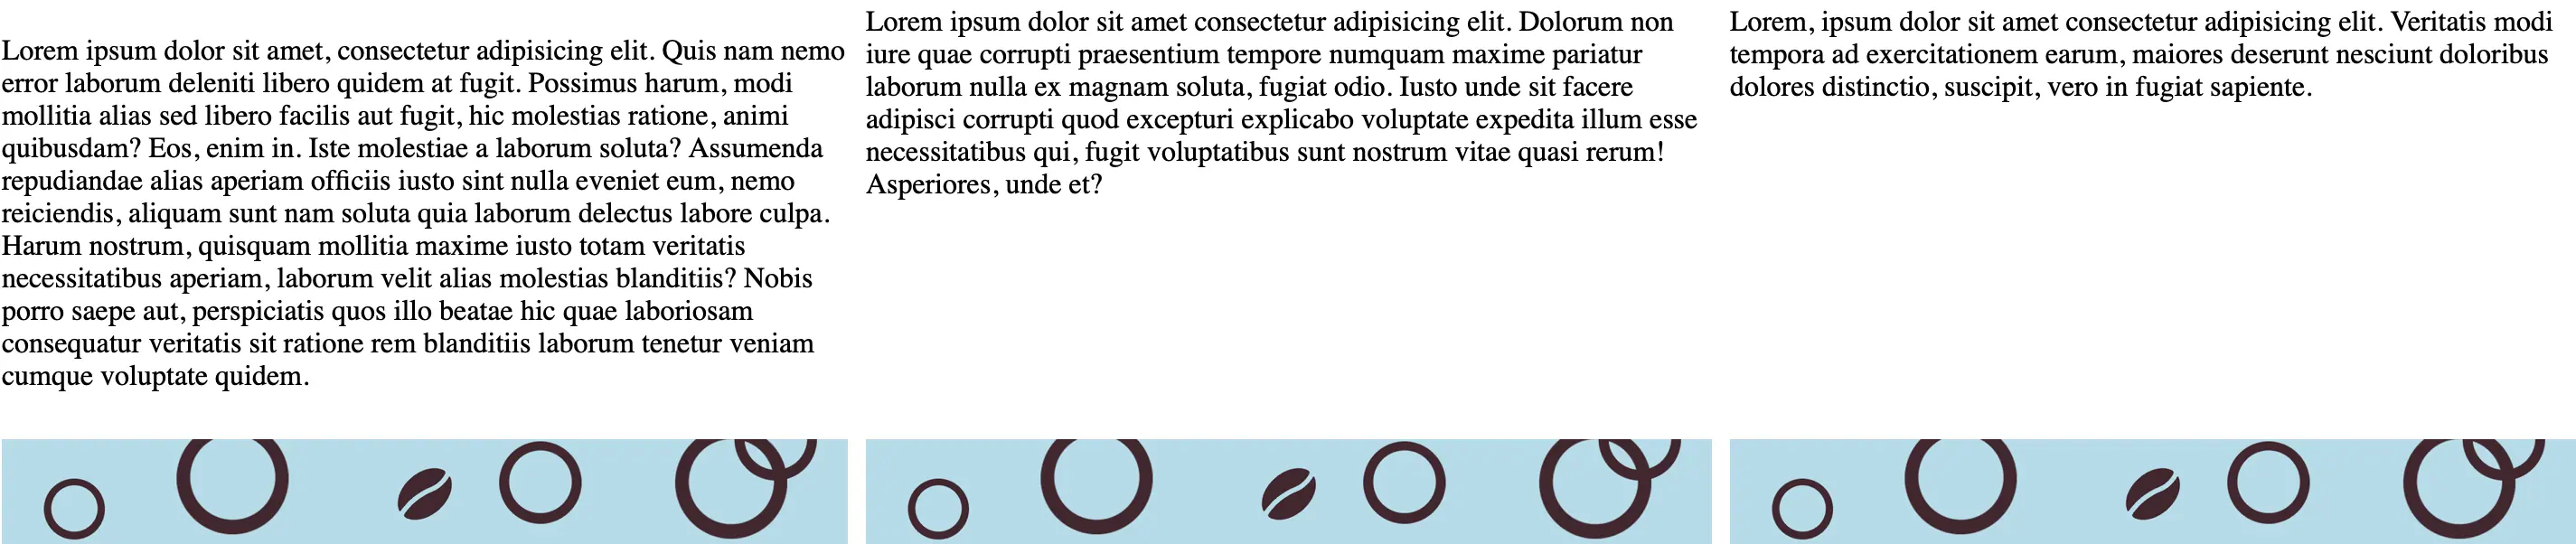 Lorem ipsum dolor sit amet, consectetur adipisicing elit. Quis nam nemo
error laborum deleniti libero quidem at fugit. Possimus harum, modi
mollitia alias sed libero facilis aut fugit, hic molestias ratione, animi
quibusdam? Eos, enim in. Iste molestiae a laborum soluta? Assumenda
repudiandae alias aperiam officiis iusto sint nulla eveniet eum, nemo
reiciendis, aliquam sunt nam soluta quia laborum delectus labore culpa.
Harum nostrum, quisquam mollitia maxime iusto totam veritatis
necessitatibus aperiam, laborum velit alias molestias blanditiis? Nobis
porro saepe aut, perspiciatis quos illo beatae hic quae laboriosam
consequatur veritatis sit ratione rem blanditiis laborum tenetur veniam
cumque voluptate quidem.
Lorem ipsum dolor sit amet consectetur adipisicing elit. Dolorum non
iure quae corrupti praesentium tempore numquam maxime pariatur
laborum nulla ex magnam soluta, fugiat odio. Iusto unde sit facere
adipisci corrupti quod excepturi explicabo voluptate expedita illum esse
necessitatibus qui, fugit voluptatibus sunt nostrum vitae quasi rerum!
Asperiores, unde et?
Lorem, ipsum dolor sit amet consectetur adipisicing elit. Veritatis modi
tempora ad exercitationem earum, maiores deserunt nesciunt doloribus
dolores distinctio, suscipit, vero in fugiat sapiente.